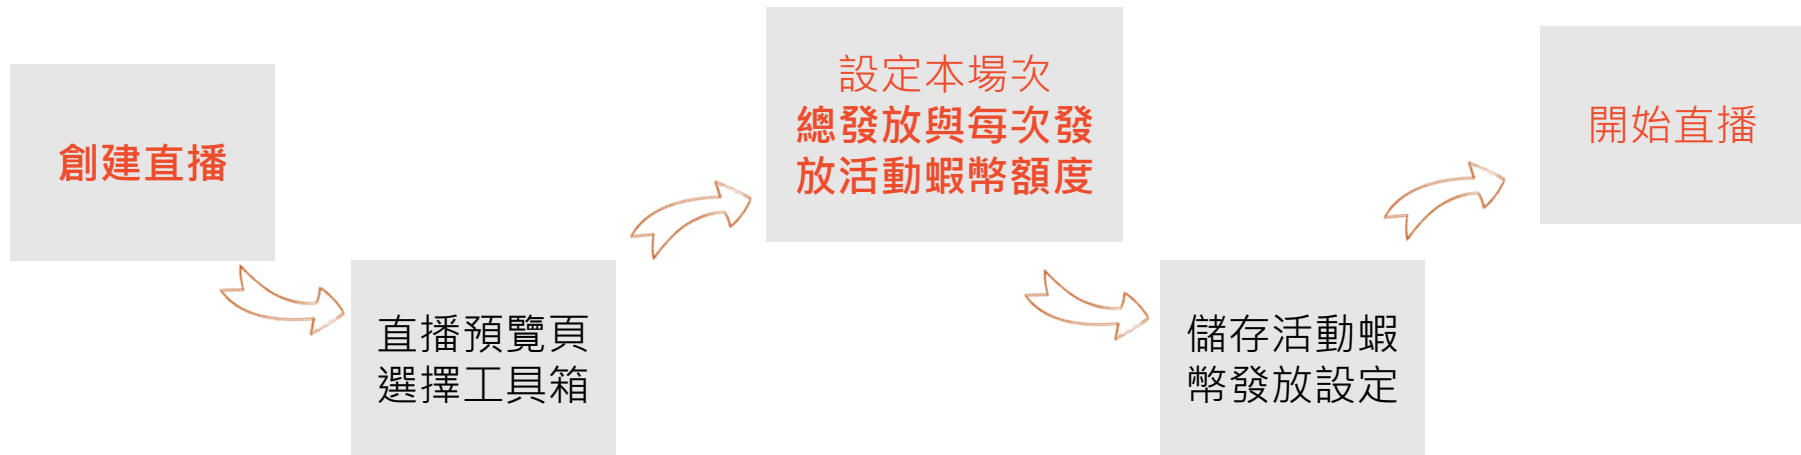 創建直播
直播預覽頁
選擇工具箱
設定本場次
總發放與每次發
放活動蝦幣額度
儲存活動蝦
幣發放設定
開始直播